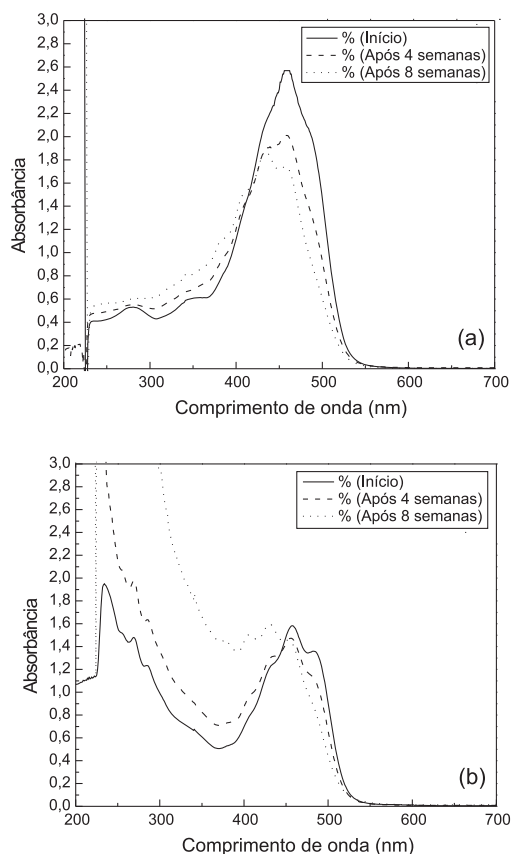 3,0
2,8
2,6
2,4
2,2
2,0
1,8
1,6
1,4
1,2
1,0
0,8
0,6
0,4
0,2
0,0
Absorbância
% (Início)
% (Após 4 semanas)
% (Após 8 semanas)
(a)
200 300 400 500 600 700
Comprimento de onda (nm)
3,0
2,8
2,6
2,4
2,2
2,0
1,8
1,6
1,4
1,2
1,0
0,8
0,6
0,4
0,2
0,0
Absorbância
% (Início)
% (Após 4 semanas)
% (Após 8 semanas)
(b)
200 300 400 500 600 700
Comprimento de onda (nm)